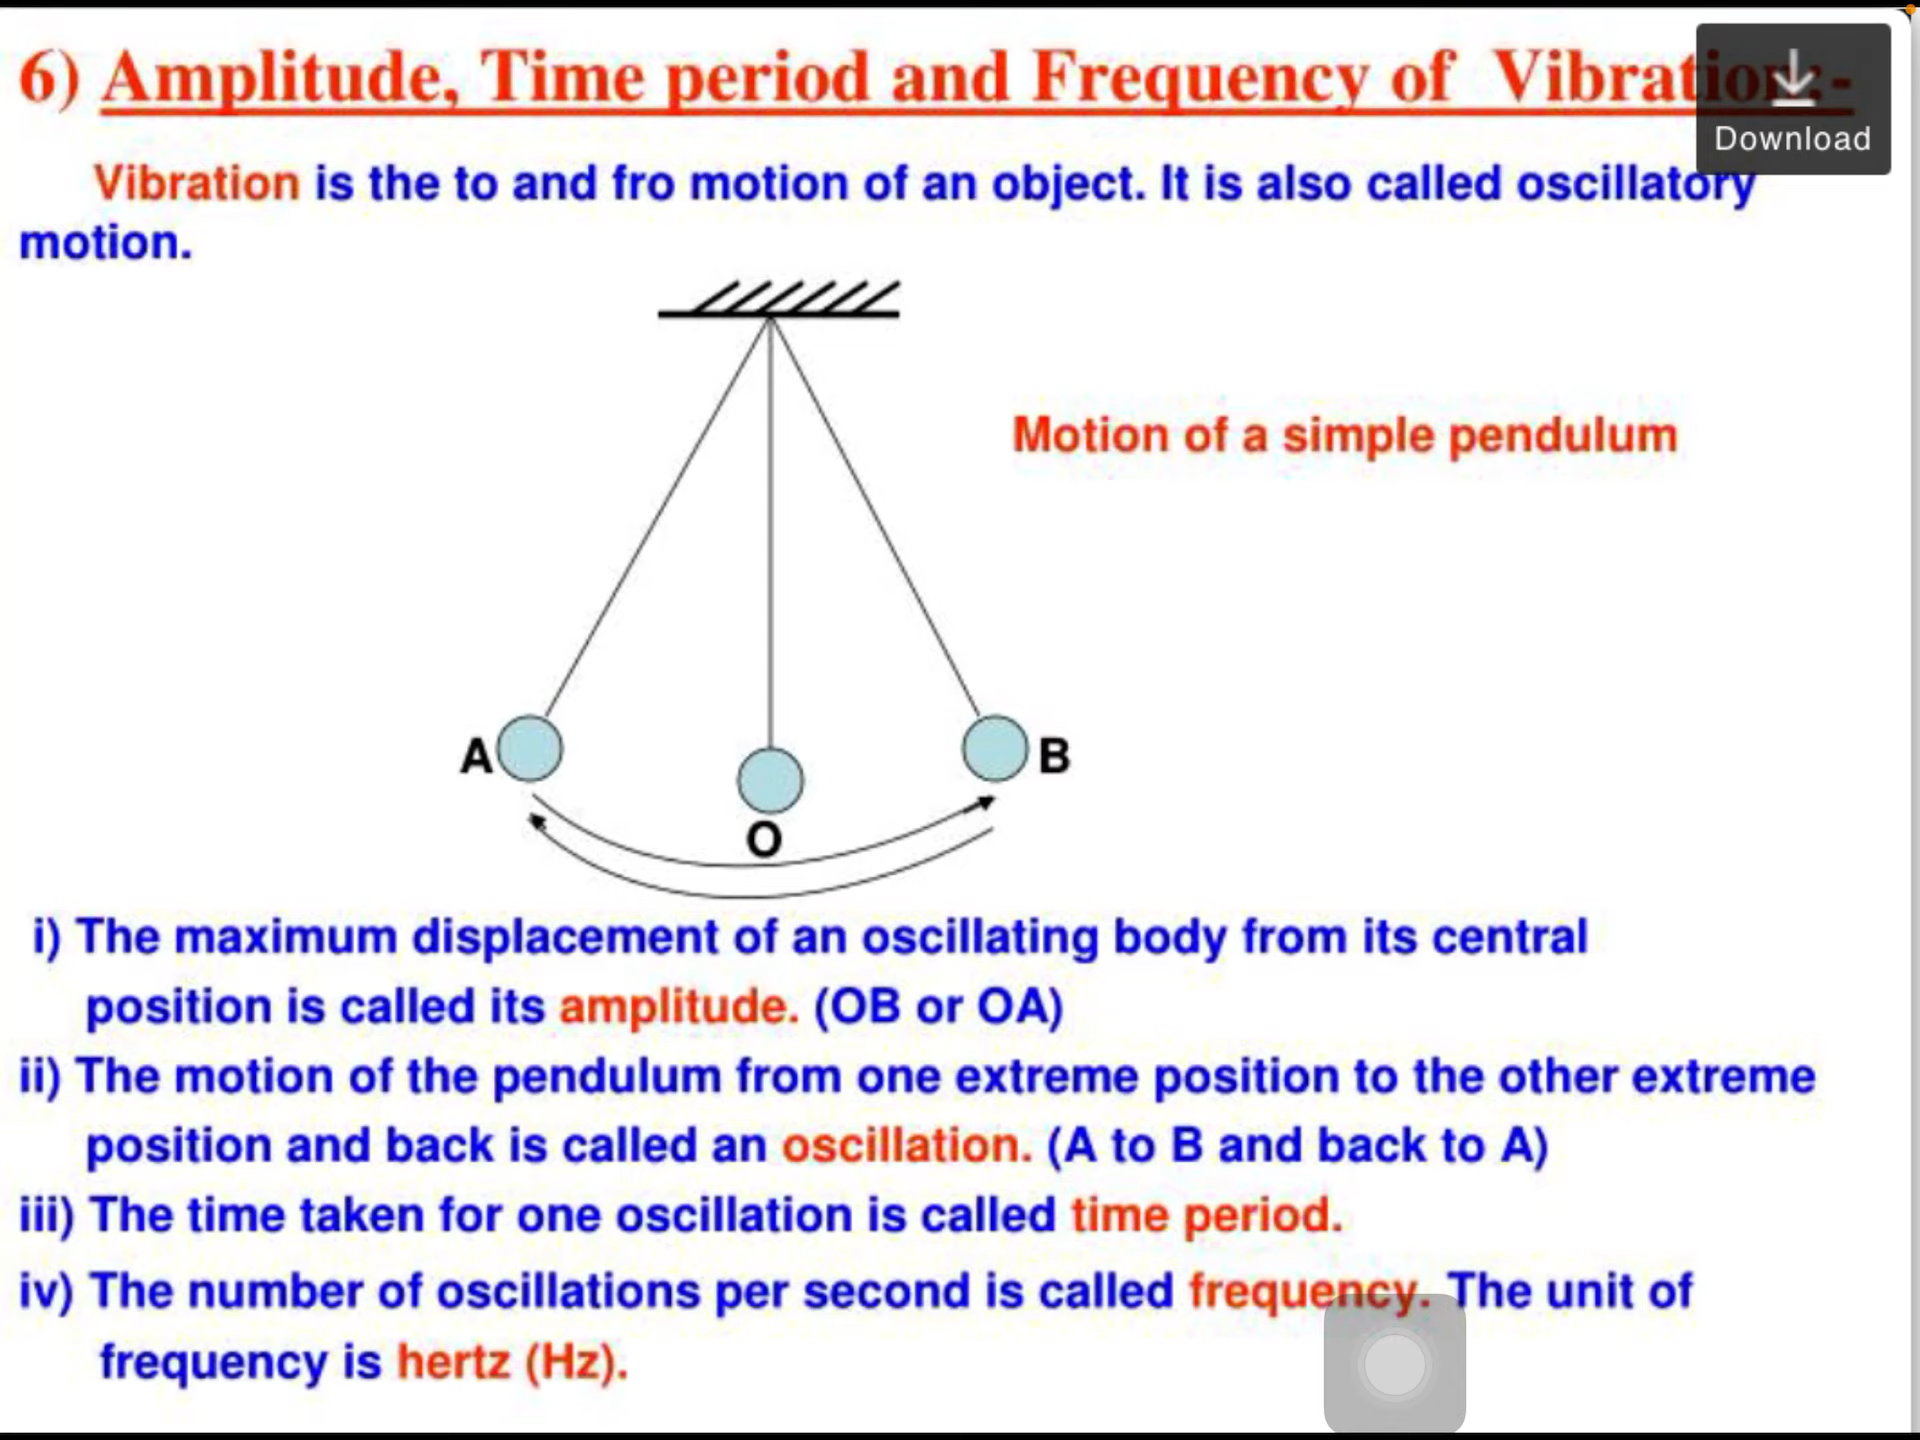 6) Amplitude, Time period and Frequency of Vibration:-
Download
Vibration is the to and fro motion of an object. It is also called oscillatory
motion.
Motion of a simple pendulum
A
B
O
i) The maximum displacement of an oscillating body from its central
position is called its amplitude. (OB or OA)
ii) The motion of the pendulum from one extreme position to the other extreme
position and back is called an oscillation. (A to B and back to A)
iii) The time taken for one oscillation is called time period.
iv) The number of oscillations per second is called frequency. The unit of
frequency is hertz (Hz).